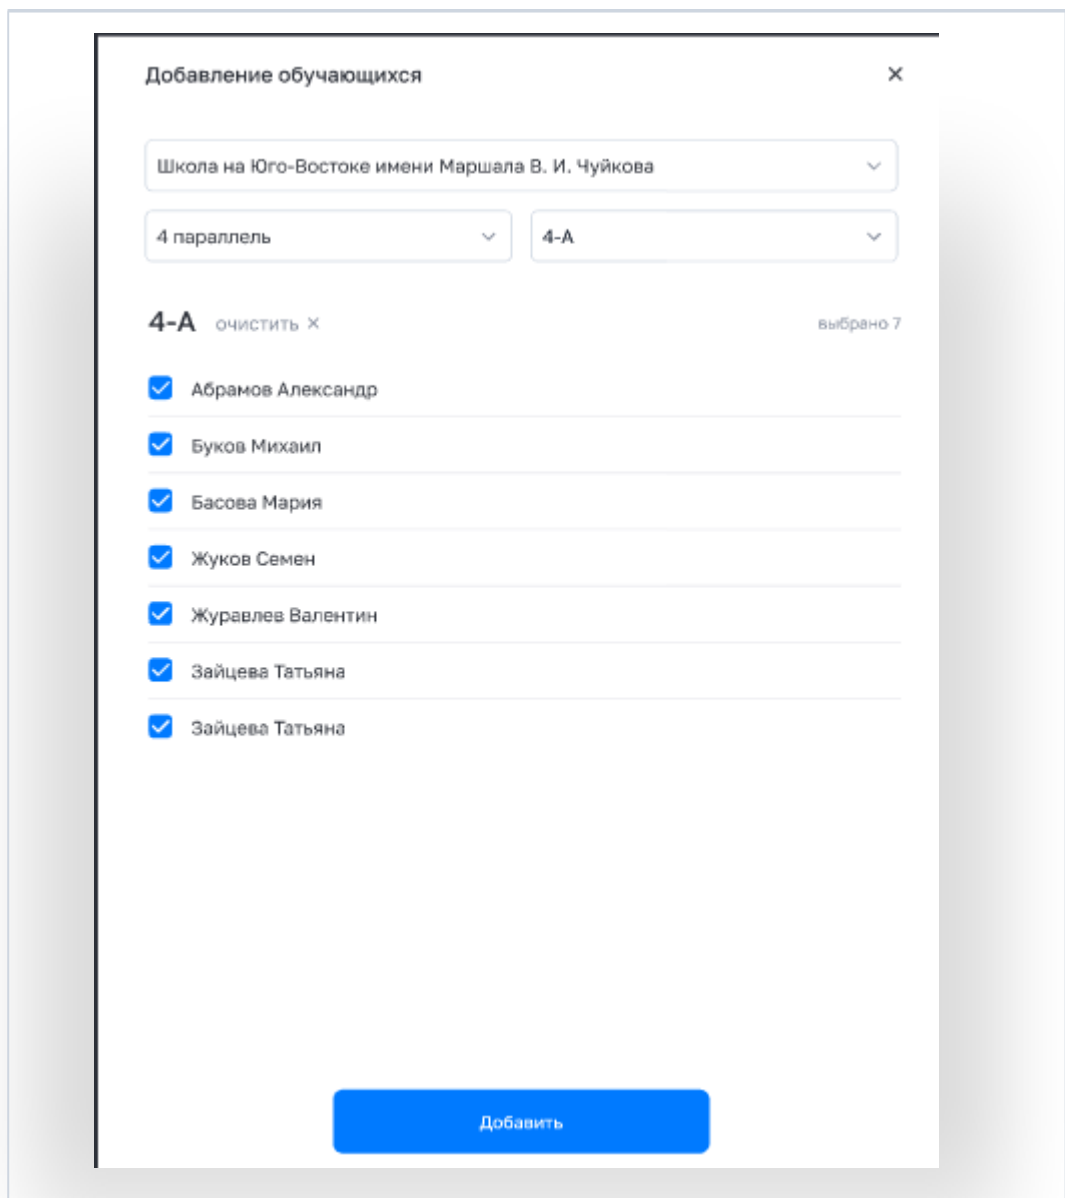 Добавление обучающихся
Школа на Юго-Востоке имени Маршала В. И. Чуйкова
4 параллель 4-А
4-А очистить × выбрано 7
Абрамов Александр
Буков Михаил
Басова Мария
Жуков Семен
Журавлев Валентин
Зайцева Татьяна
Зайцева Татьяна
Добавить